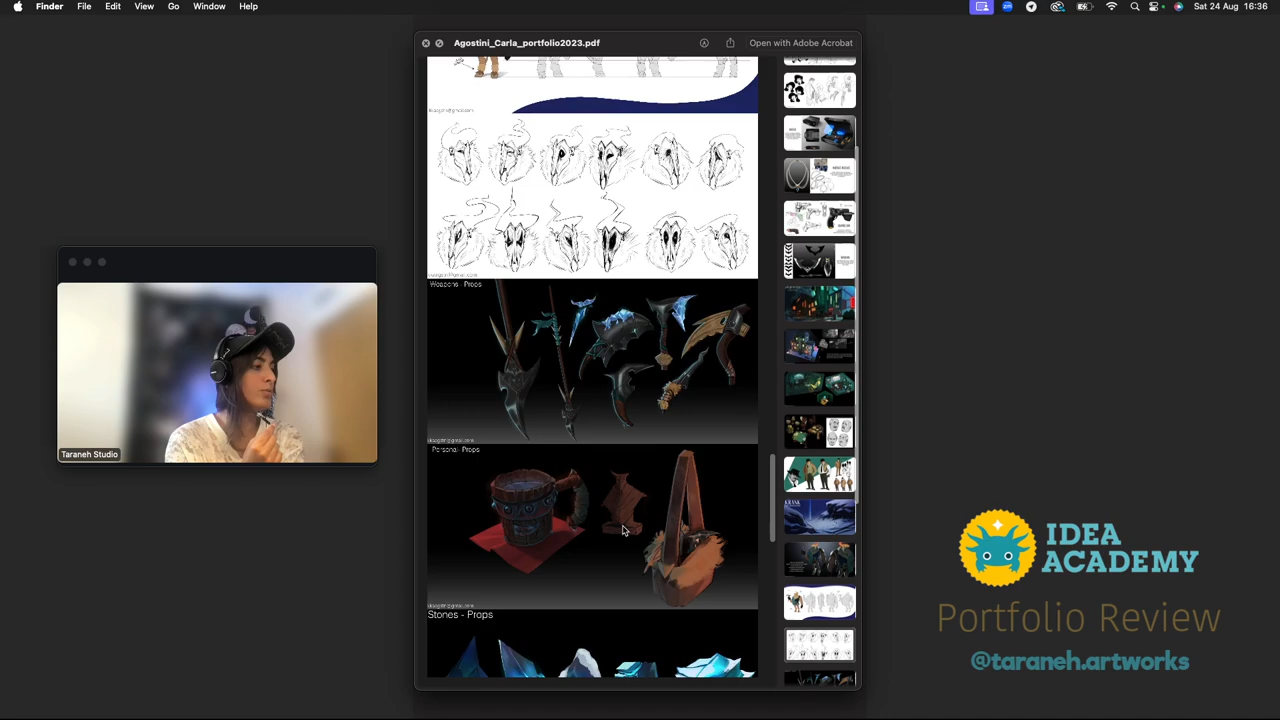 Finder File Edit View Go Window Help
Sat 24 Aug 16:36
Agostini_Carla_portfolio2023.pdf
Open with Adobe Acrobat
Weapons - Props
Personal- Props
Stones - Props
Taraneh Studio
IDEA
ACADEMY
Portfolio Review
@taraneh.artworks